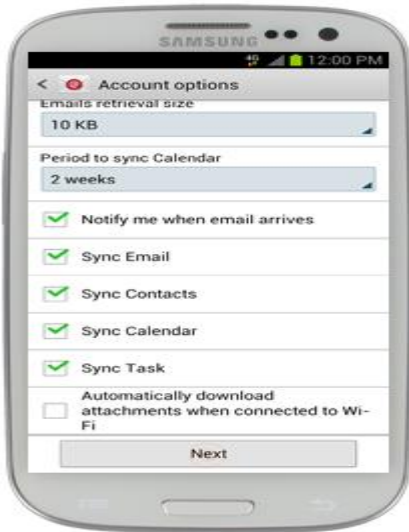 SAMSUNG
4G 12:00 PM
< Account options
Emails retrieval size
10 KB
Period to sync Calendar
2 weeks
Notify me when email arrives
Sync Email
Sync Contacts
Sync Calendar
Sync Task
Automatically download
attachments when connected to Wi-
Fi
Next